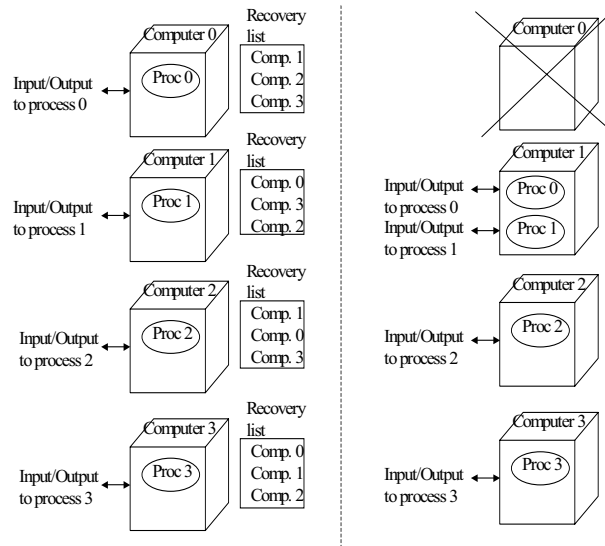 Computer 0
Proc 0
Input/Output
to process 0
Recovery
list
Comp. 1
Comp. 2
Comp. 3
Computer 1
Proc 1
Input/Output
to process 1
Recovery
list
Comp. 0
Comp. 3
Comp. 2
Computer 2
Proc 2
Input/Output
to process 2
Recovery
list
Comp. 1
Comp. 0
Comp. 3
Computer 3
Proc 3
Input/Output
to process 3
Recovery
list
Comp. 0
Comp. 1
Comp. 2
Computer 0
Computer 1
Input/Output
to process 0
Proc 0
Input/Output
to process 1
Proc 1
Computer 2
Input/Output
to process 2
Proc 2
Computer 3
Input/Output
to process 3
Proc 3